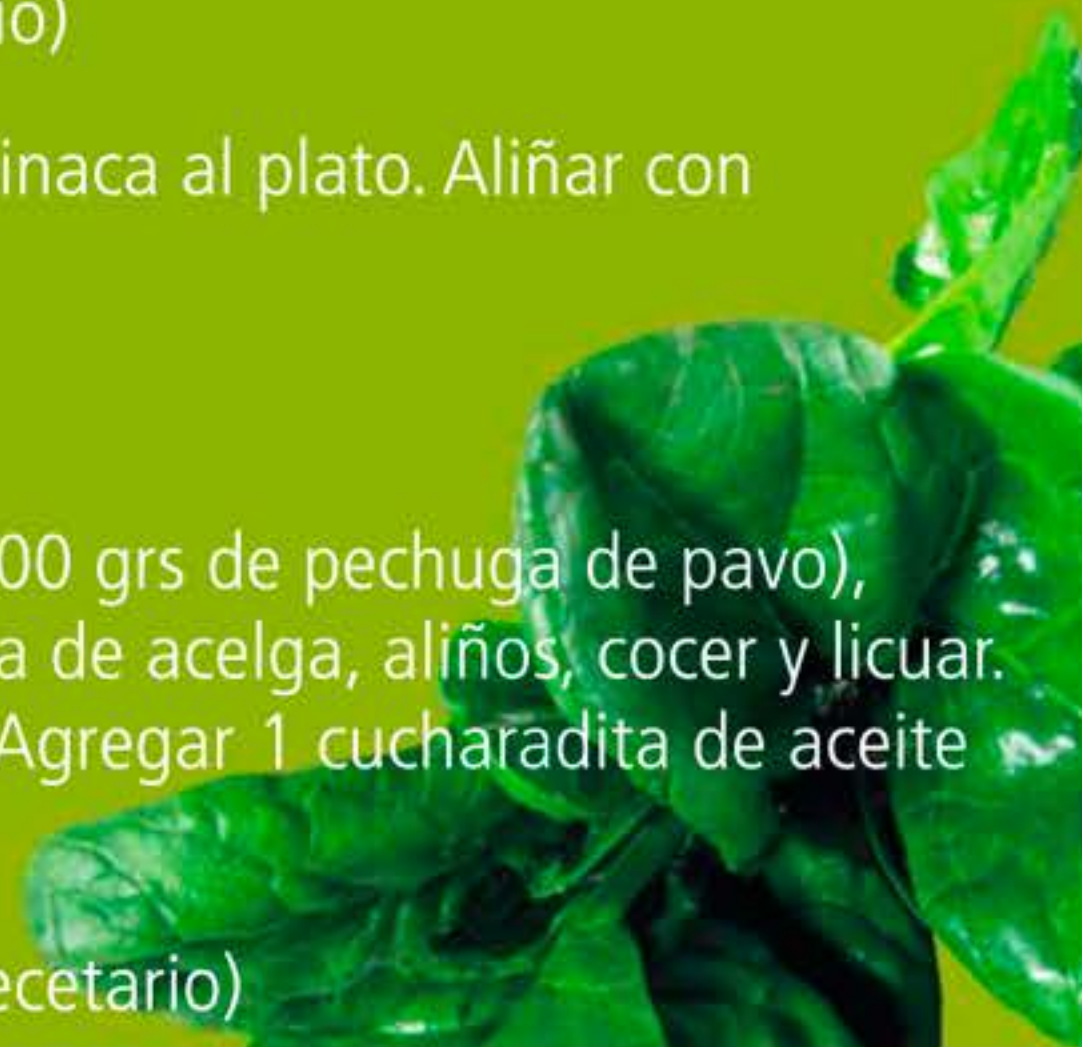 io)
inaca al plato. Aliñar con
00 grs de pechuga de pavo),
a de acelga, aliños, cocer y licuar.
Agregar 1 cucharadita de aceite
ecetario)